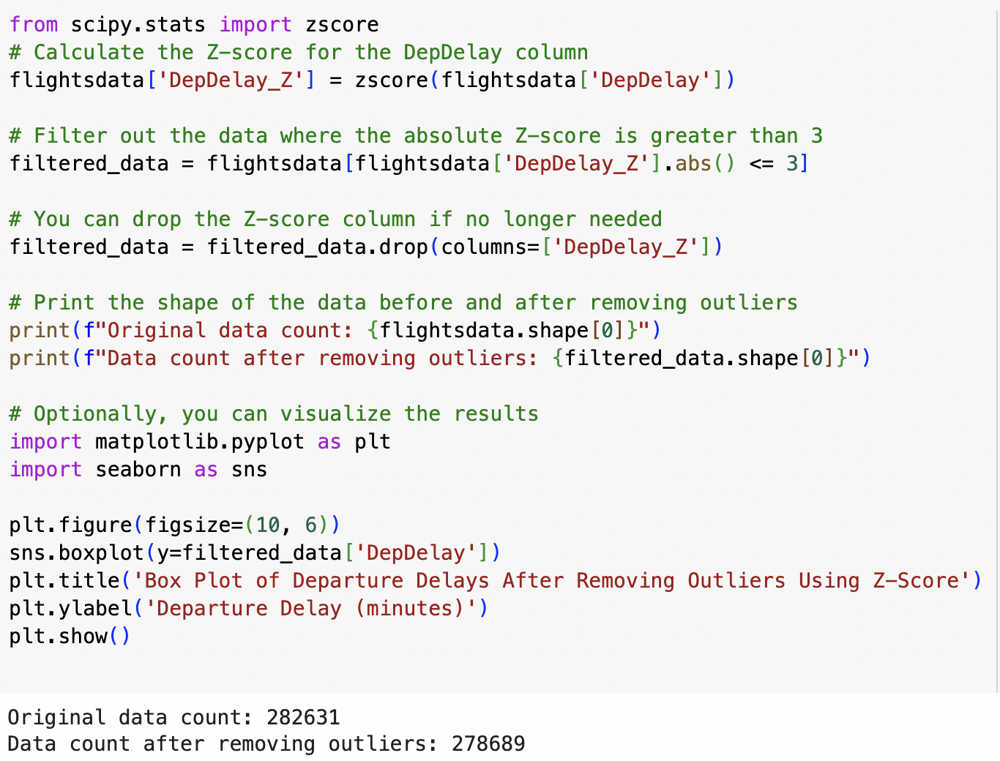 from scipy.stats import zscore
# Calculate the Z-score for the DepDelay column
flightsdata['DepDelay_Z'] = zscore(flightsdata['DepDelay'])

# Filter out the data where the absolute Z-score is greater than 3
filtered_data = flightsdata[flightsdata['DepDelay_Z'].abs() <= 3]

# You can drop the Z-score column if no longer needed
filtered_data = filtered_data.drop(columns=['DepDelay_Z'])

# Print the shape of the data before and after removing outliers
print(f"Original data count: {flightsdata.shape[0]}")
print(f"Data count after removing outliers: {filtered_data.shape[0]}")

# Optionally, you can visualize the results
import matplotlib.pyplot as plt
import seaborn as sns

plt.figure(figsize=(10, 6))
sns.boxplot(y=filtered_data['DepDelay'])
plt.title('Box Plot of Departure Delays After Removing Outliers Using Z-Score')
plt.ylabel('Departure Delay (minutes)')
plt.show()

Original data count: 282631
Data count after removing outliers: 278689